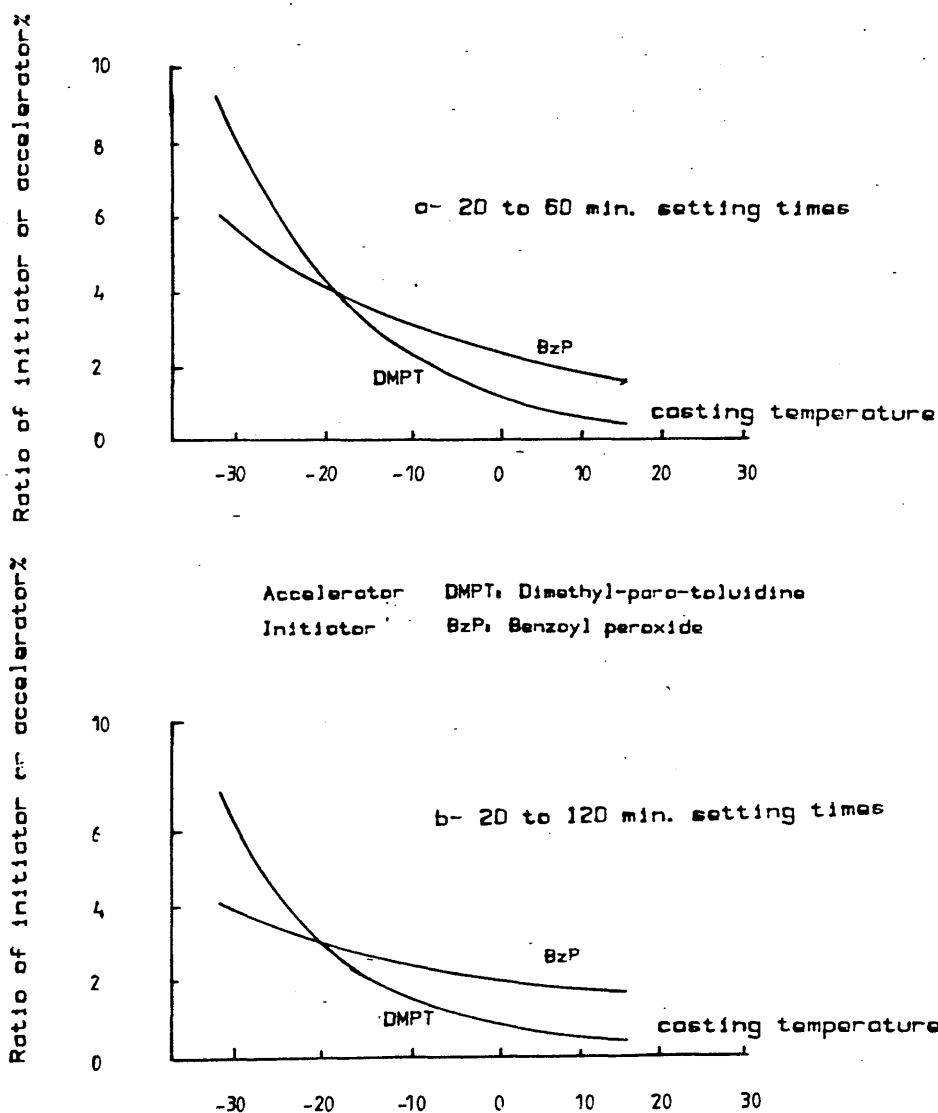 Ratio of initiator or accelerator%
10
8
6
4
2
0
a- 20 to 60 min. setting times
BzP
DMPT
casting temperature
-30 -20 -10 0 10 20 30
Accelerator DMPT: Dimethyl-para-toluidine
Initiator BzP: Benzoyl peroxide
Ratio of initiator or accelerator%
10
6
4
2
0
b- 20 to 120 min. setting times
BzP
DMPT
casting temperature
-30 -20 -10 0 10 20 30